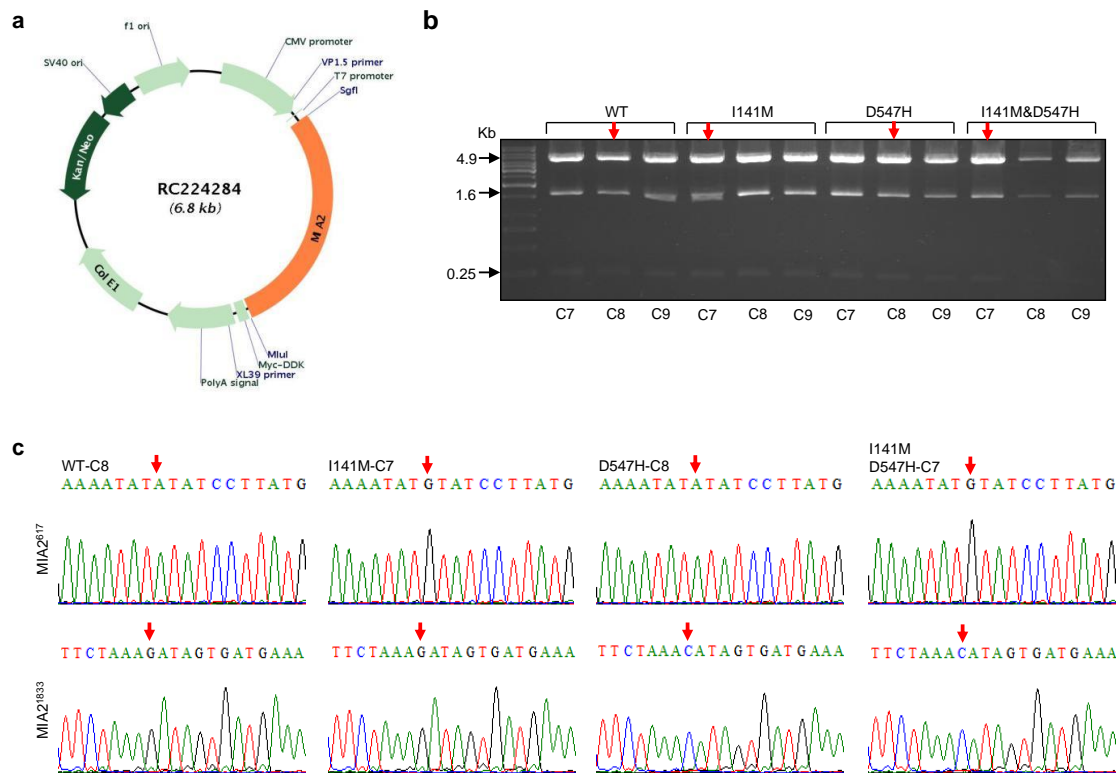 a
f1 ori
CMV promoter
SV40 ori
VP1.5 primer
T7 promoter
SgfI
Kan/Neo
RC224284
(6.8 kb)
MIA2
Col E1
MluI
Myc-DDK
XL39 primer
PolyA signal
b
WT I141M D547H I141M&D547H
Kb
4.9
1.6
0.25
C7 C8 C9 C7 C8 C9 C7 C8 C9 C7 C8 C9
c
WT-C8 I141M-C7 D547H-C8 I141M
D547H-C7
AAAATATATATCCTTATG AAAATATGTATCCTTATG AAAATATATATCCTTATG AAAATATGTATCCTTATG
MIA2617
TTCTAAAGATAGTGATGAAA TTCTAAAGATAGTGATGAAA TTCTAAACATAGTGATGAAA TTCTAAACATAGTGATGAAA
MIA21833